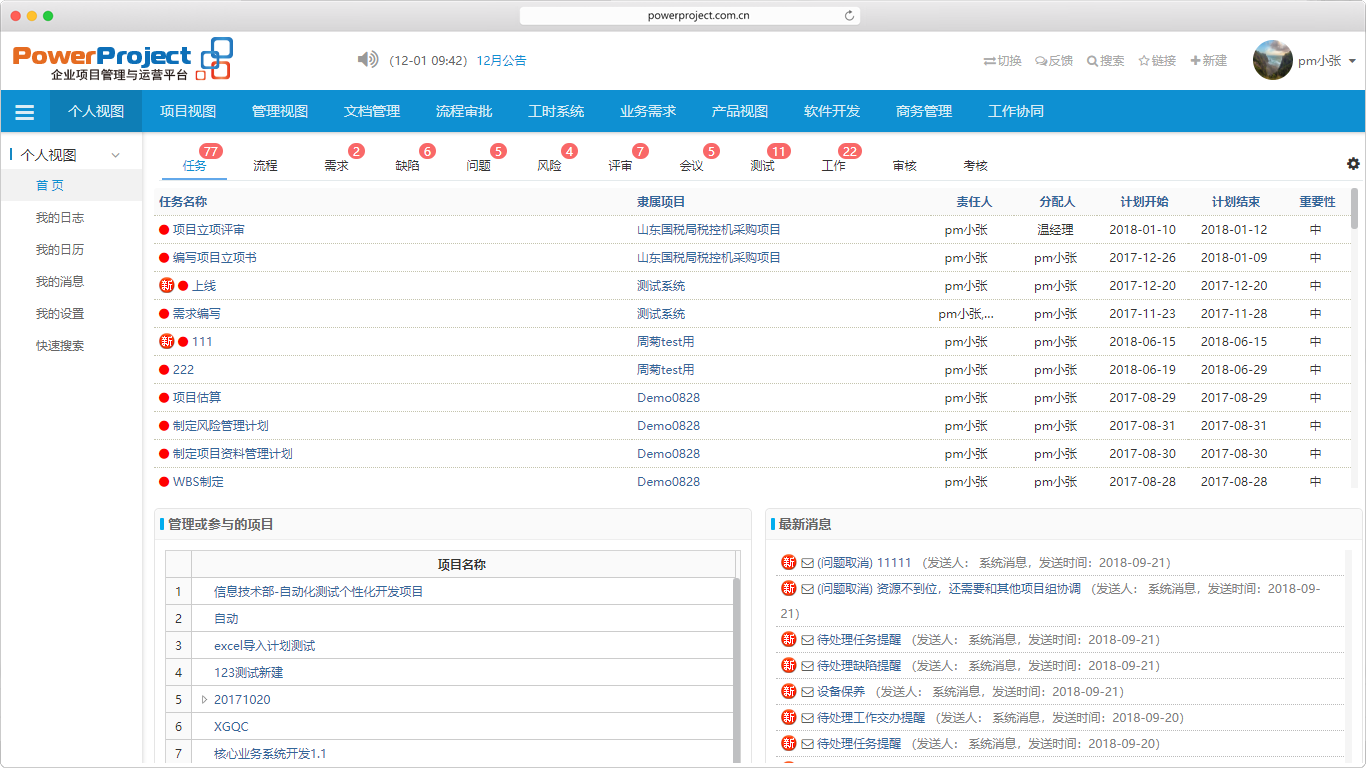 powerproject.com.cn
PowerProject
企业项目管理与运营平台
(12-01 09:42) 12月公告
切换 反馈 搜索 链接 新建 pm小张
个人视图 项目视图 管理视图 文档管理 流程审批 工时系统 业务需求 产品视图 软件开发 商务管理 工作协同
个人视图
首页
我的日志
我的日历
我的消息
我的设置
快速搜索
77 2 6 5 4 7 5 11 22
任务 流程 需求 缺陷 问题 风险 评审 会议 测试 工作 审核 考核
任务名称 隶属项目 责任人 分配人 计划开始 计划结束 重要性
项目立项评审 山东国税局税控机采购项目 pm小张 温经理 2018-01-10 2018-01-12 中
编写项目立项书 山东国税局税控机采购项目 pm小张 pm小张 2017-12-26 2018-01-09 中
新 上线 测试系统 pm小张 pm小张 2017-12-20 2017-12-20 中
需求编写 测试系统 pm小张,... pm小张 2017-11-23 2017-11-28 中
新 111 周菊test用 pm小张 pm小张 2018-06-15 2018-06-15 中
222 周菊test用 pm小张 pm小张 2018-06-19 2018-06-29 中
项目估算 Demo0828 pm小张 pm小张 2017-08-29 2017-08-29 中
制定风险管理计划 Demo0828 pm小张 pm小张 2017-08-31 2017-08-31 中
制定项目资料管理计划 Demo0828 pm小张 pm小张 2017-08-30 2017-08-30 中
WBS制定 Demo0828 pm小张 pm小张 2017-08-28 2017-08-28 中
管理或参与的项目
项目名称
1 信息技术部-自动化测试个性化开发项目
2 自动
3 excel导入计划测试
4 123测试新建
5 20171020
6 XGQC
7 核心业务系统开发1.1
最新消息
新 (问题取消) 11111 (发送人: 系统消息, 发送时间: 2018-09-21)
新 (问题取消) 资源不到位，还需要和其他项目组协调 (发送人: 系统消息, 发送时间: 2018-09-
21)
新 待处理任务提醒 (发送人: 系统消息, 发送时间: 2018-09-21)
新 待处理缺陷提醒 (发送人: 系统消息, 发送时间: 2018-09-21)
新 设备保养 (发送人: 系统消息, 发送时间: 2018-09-21)
新 待处理工作交办提醒 (发送人: 系统消息, 发送时间: 2018-09-20)
新 待处理任务提醒 (发送人: 系统消息, 发送时间: 2018-09-20)